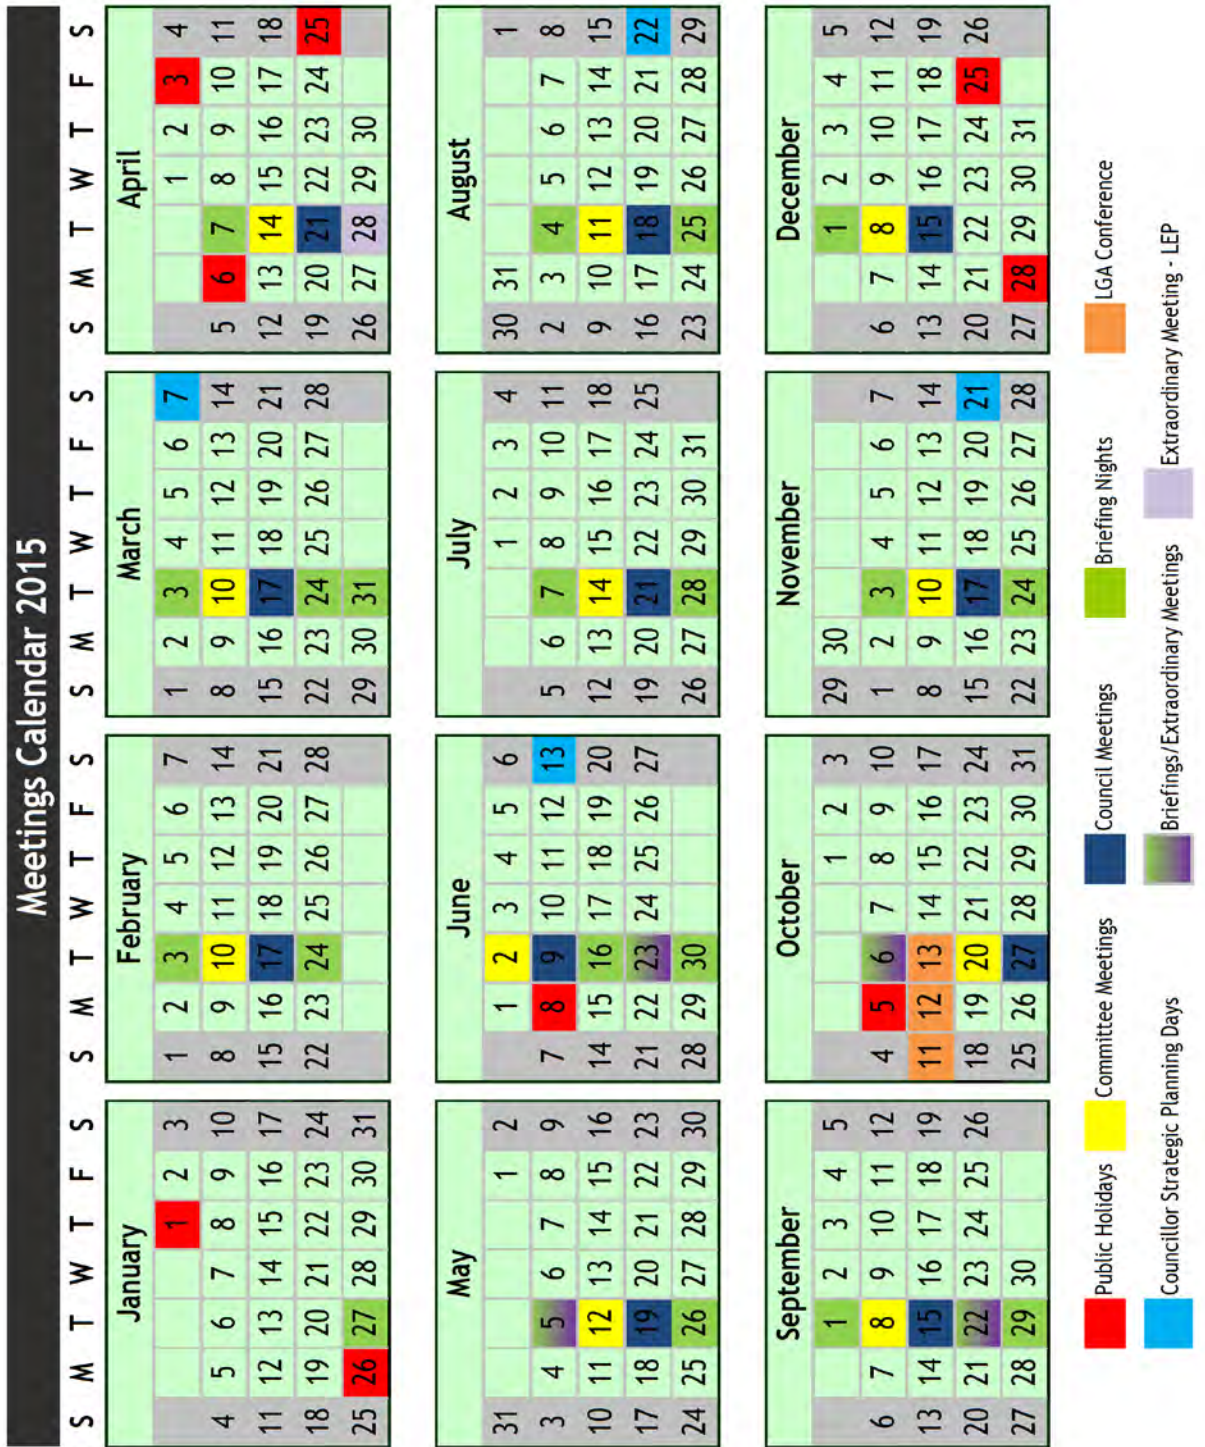 Meetings Calendar 2015
S M T W T F S S M T W T F S S M T W T F S S M T W T F S
January
1 2 3
4 5 6 7 8 9 10
11 12 13 14 15 16 17
18 19 20 21 22 23 24
25 26 27 28 29 30 31
February
1 2 3 4 5 6 7
8 9 10 11 12 13 14
15 16 17 18 19 20 21
22 23 24 25 26 27 28
March
1 2 3 4 5 6 7
8 9 10 11 12 13 14
15 16 17 18 19 20 21
22 23 24 25 26 27 28
29 30 31
April
1 2 3 4
5 6 7 8 9 10 11
12 13 14 15 16 17 18
19 20 21 22 23 24 25
26 27 28 29 30
May
31 1 2
3 4 5 6 7 8 9
10 11 12 13 14 15 16
17 18 19 20 21 22 23
24 25 26 27 28 29 30
June
1 2 3 4 5 6
7 8 9 10 11 12 13
14 15 16 17 18 19 20
21 22 23 24 25 26 27
28 29 30
July
1 2 3 4
5 6 7 8 9 10 11
12 13 14 15 16 17 18
19 20 21 22 23 24 25
26 27 28 29 30 31
August
30 31 1
2 3 4 5 6 7 8
9 10 11 12 13 14 15
16 17 18 19 20 21 22
23 24 25 26 27 28 29
September
1 2 3 4 5
6 7 8 9 10 11 12
13 14 15 16 17 18 19
20 21 22 23 24 25 26
27 28 29 30
October
1 2 3
4 5 6 7 8 9 10
11 12 13 14 15 16 17
18 19 20 21 22 23 24
25 26 27 28 29 30 31
November
29 30
1 2 3 4 5 6 7
8 9 10 11 12 13 14
15 16 17 18 19 20 21
22 23 24 25 26 27 28
December
1 2 3 4 5
6 7 8 9 10 11 12
13 14 15 16 17 18 19
20 21 22 23 24 25 26
27 28 29 30 31
Public Holidays Committee Meetings Council Meetings Briefing Nights LGA Conference
Councillor Strategic Planning Days Briefings/Extraordinary Meetings Extraordinary Meeting - LEP